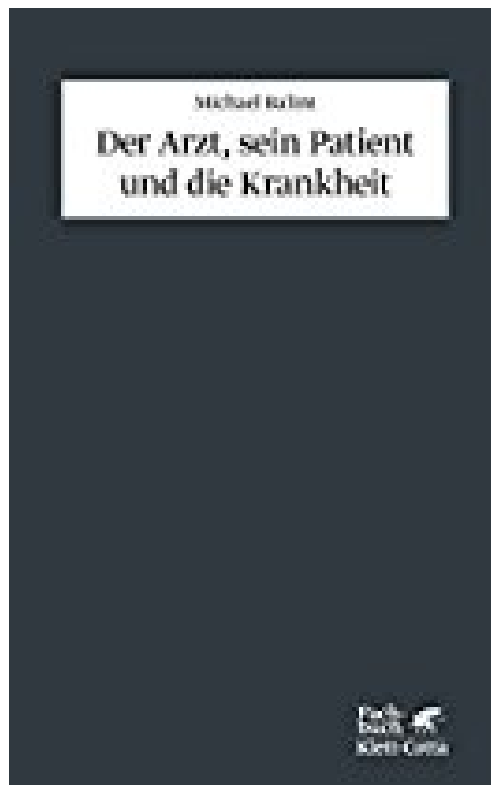 Michael Balint
Der Arzt, sein Patient
und die Krankheit
Fach-
buch
Klett-Cotta